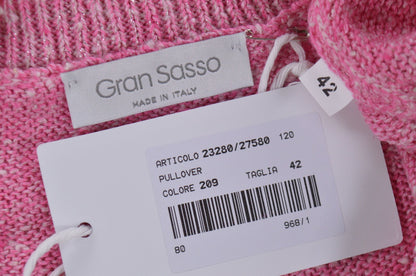 Gran Sasso
MADE IN ITALY
42
ARTICOLO 23280/27580 120
PULLOVER
COLORE 209 TAGLIA 42
80 968/1